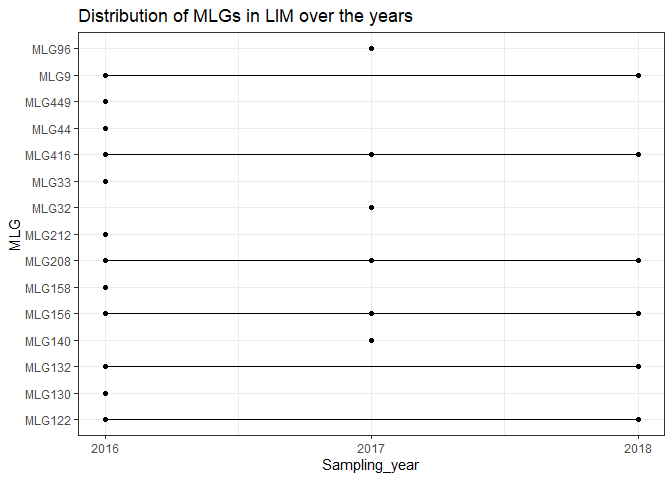 Distribution of MLGs in LIM over the years
MLG96
MLG9
MLG449
MLG44
MLG416
MLG33
MLG32
MLG212
MLG208
MLG158
MLG156
MLG140
MLG132
MLG130
MLG122
MLG
2016 2017 2018
Sampling_year